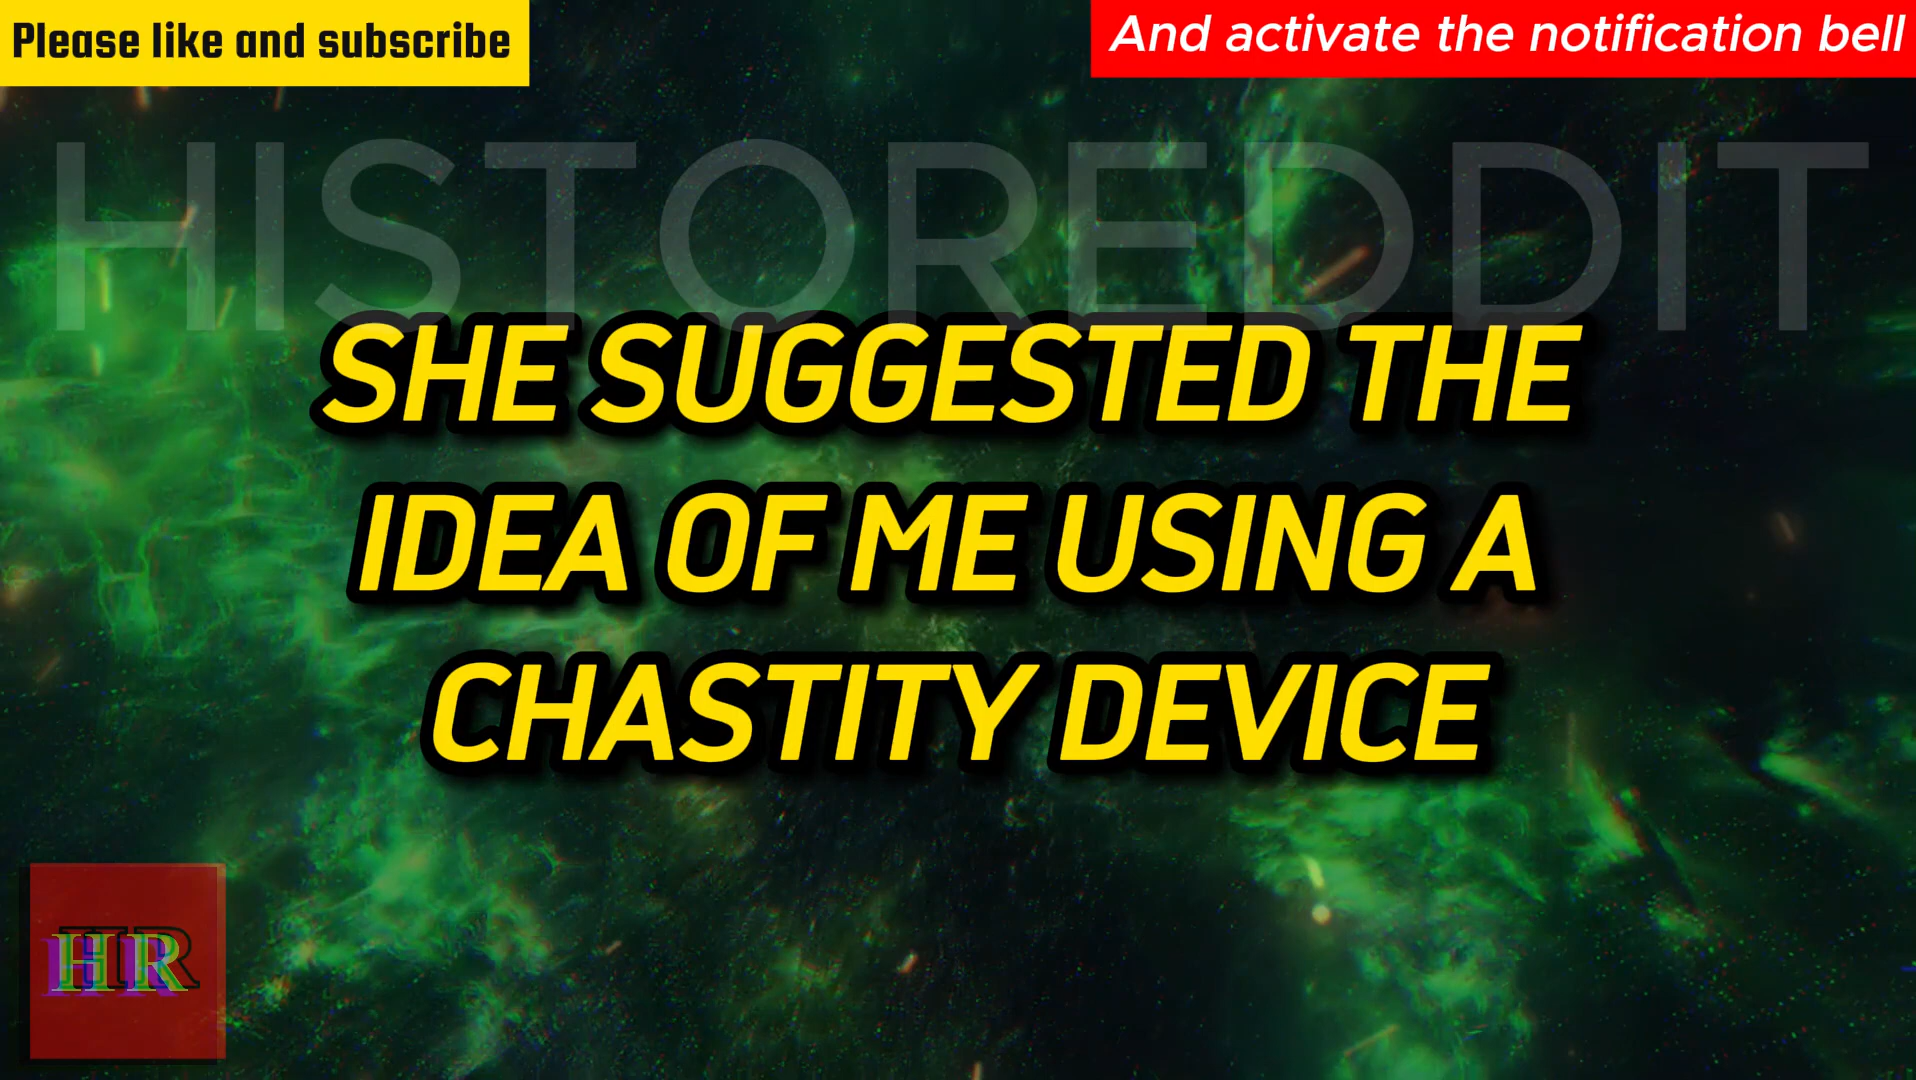 Please like and subscribe
And activate the notification bell
HISTOREDDIT
SHE SUGGESTED THE
IDEA OF ME USING A
CHASTITY DEVICE
HR